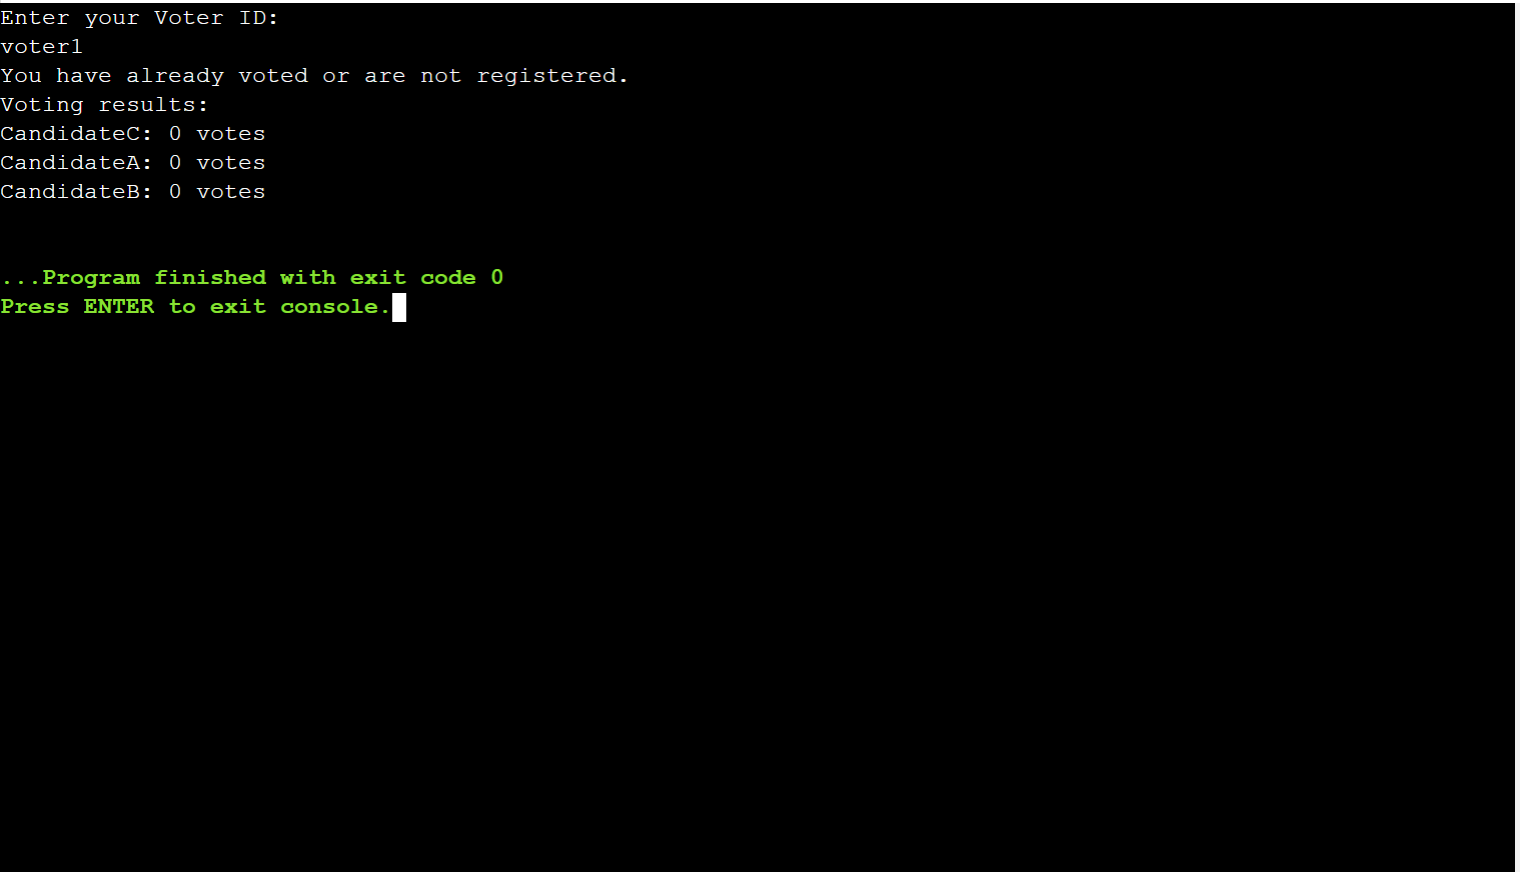 Enter your Voter ID:
voter1
You have already voted or are not registered.
Voting results:
CandidateC: 0 votes
CandidateA: 0 votes
CandidateB: 0 votes
...Program finished with exit code 0
Press ENTER to exit console.